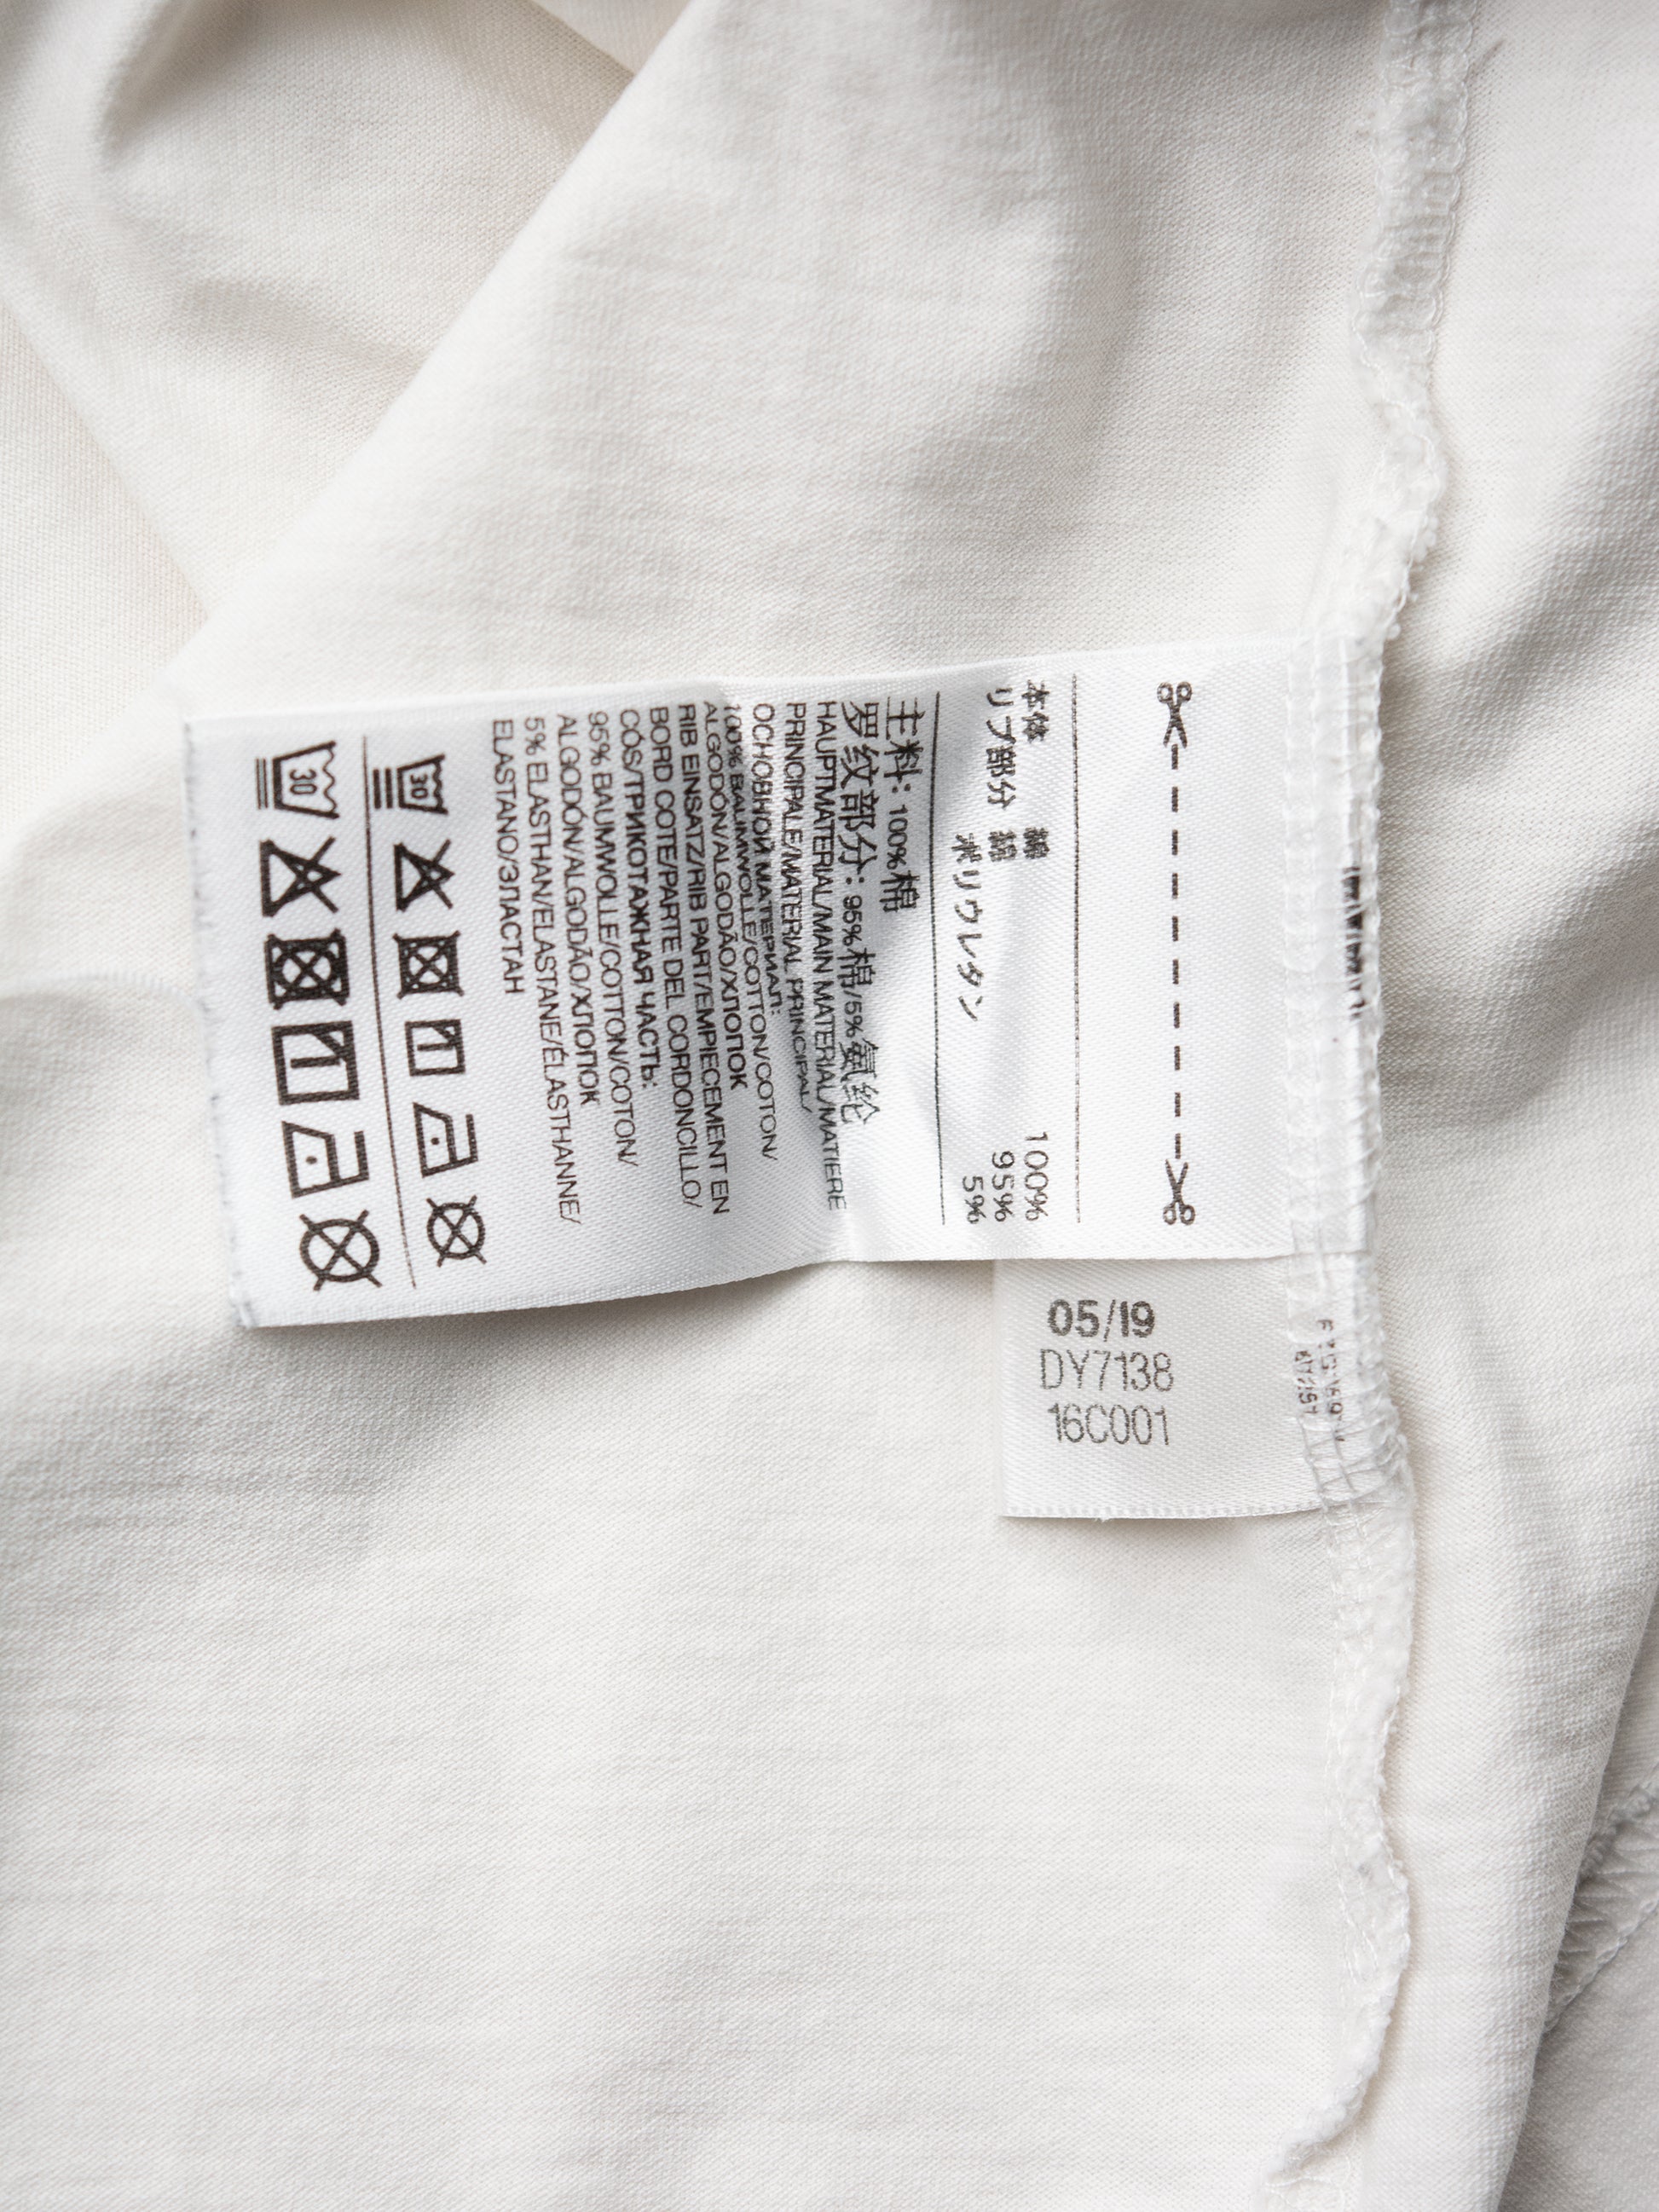 本体 綿 100%
リブ部分 綿 95%
ポリウレタン 5%
主料: 100%棉
罗纹部分: 95%棉/5%氨纶
HAUPTMATERIAL/MAIN MATERIAL/MATIÈRE
PRINCIPALE/MATERIAL PRINCIPAL/
ОСНОВНОЙ МАТЕРИАЛ:
100% BAUMWOLLE/COTTON/COTON/
ALGODÓN/ALGODÃO/ХЛОПОК
RIB EINSATZ/RIB PART/EMPIECEMENT EN
BORD COTE/PARTE DEL CORDONCILLO/
CÓS/ТРИКОТАЖНАЯ ЧАСТЬ:
95% BAUMWOLLE/COTTON/COTON/
ALGODÓN/ALGODÃO/ХЛОПОК
5% ELASTHAN/ELASTANE/ÉLASTHANNE/
ELASTANO/ЭЛАСТАН
30
30
05/19
DY7138
16C001